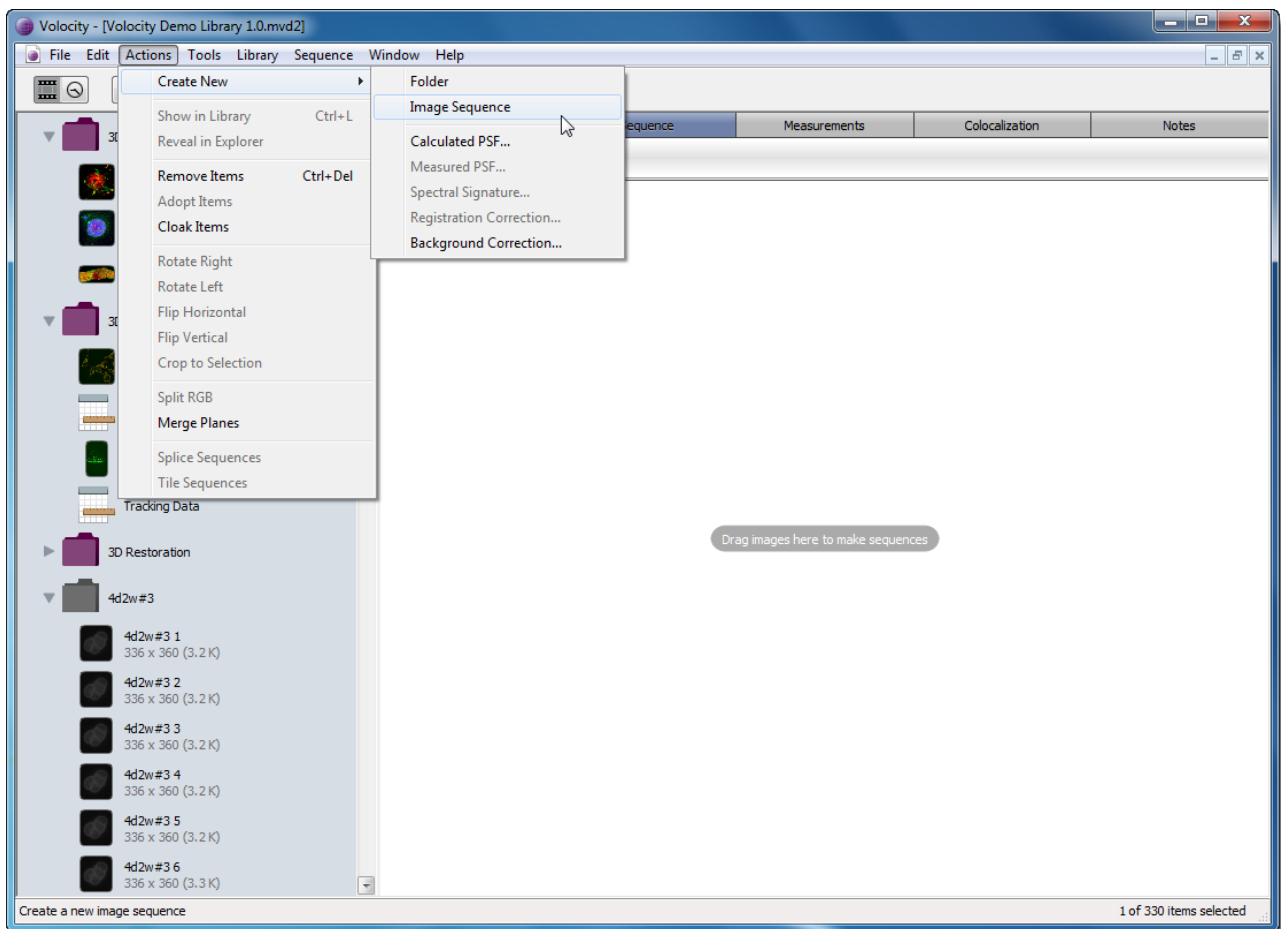 Volocity - [Volocity Demo Library 1.0.mvd2]
File Edit Actions Tools Library Sequence Window Help
Create New
Folder
Image Sequence
Calculated PSF...
Measured PSF...
Spectral Signature...
Registration Correction...
Background Correction...
Show in Library Ctrl+L
Reveal in Explorer
Remove Items Ctrl+Del
Adopt Items
Cloak Items
Rotate Right
Rotate Left
Flip Horizontal
Flip Vertical
Crop to Selection
Split RGB
Merge Planes
Splice Sequences
Tile Sequences
equence Measurements Colocalization Notes
3D
3D
Tracking Data
3D Restoration
4d2w#3
4d2w#3 1
336 x 360 (3.2 K)
4d2w#3 2
336 x 360 (3.2 K)
4d2w#3 3
336 x 360 (3.2 K)
4d2w#3 4
336 x 360 (3.2 K)
4d2w#3 5
336 x 360 (3.2 K)
4d2w#3 6
336 x 360 (3.3 K)
Drag images here to make sequences
Create a new image sequence 1 of 330 items selected